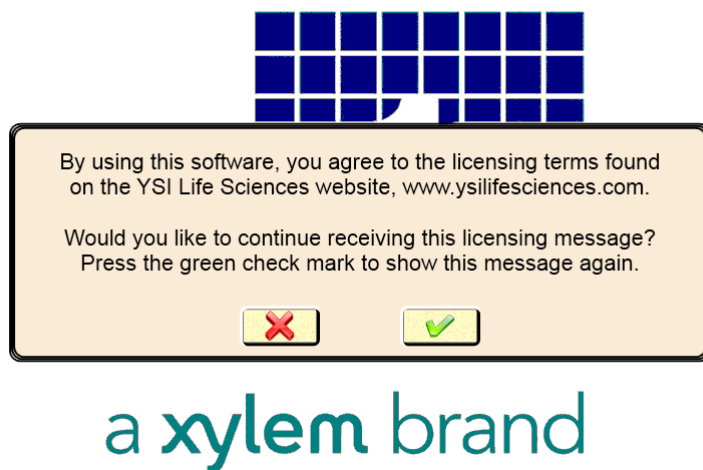 By using this software, you agree to the licensing terms found
on the YSI Life Sciences website, www.ysilifesciences.com.
Would you like to continue receiving this licensing message?
Press the green check mark to show this message again.
a xylem brand